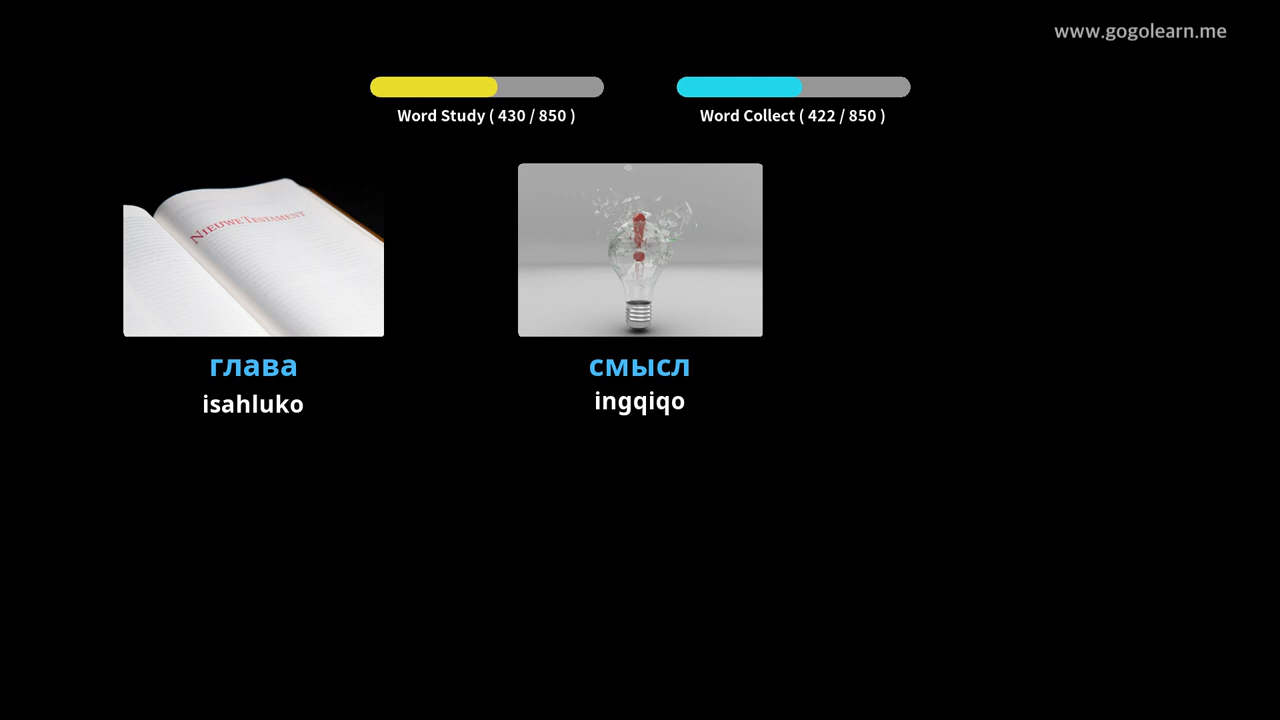 www.gogolearn.me
Word Study ( 430 / 850 )
Word Collect ( 422 / 850 )
NIEUWE TESTAMENT
глава
isahluko
смысл
ingqiqo